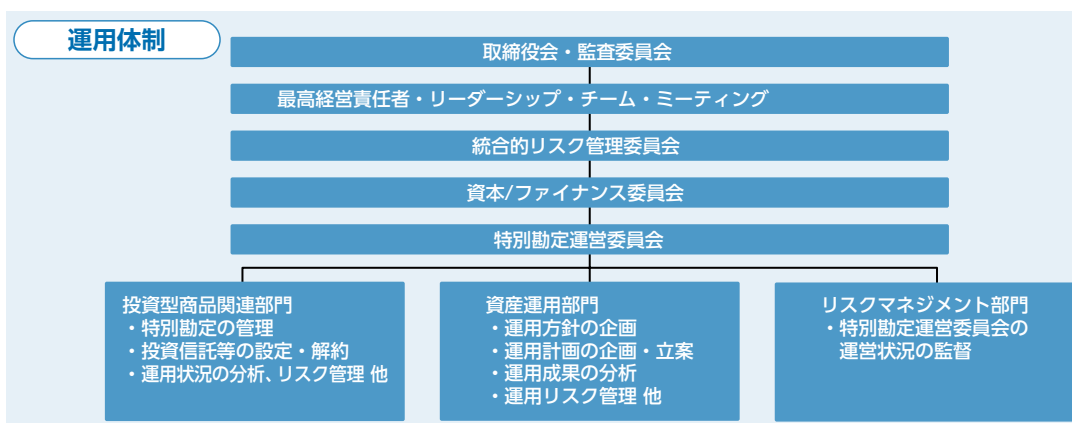 運用体制
取締役会・監査委員会
最高経営責任者・リーダーシップ・チーム・ミーティング
統合的リスク管理委員会
資本/ファイナンス委員会
特別勘定運営委員会
投資型商品関連部門
・特別勘定の管理
・投資信託等の設定・解約
・運用状況の分析、リスク管理 他
資産運用部門
・運用方針の企画
・運用計画の企画・立案
・運用成果の分析
・運用リスク管理 他
リスクマネジメント部門
・特別勘定運営委員会の
運営状況の監督